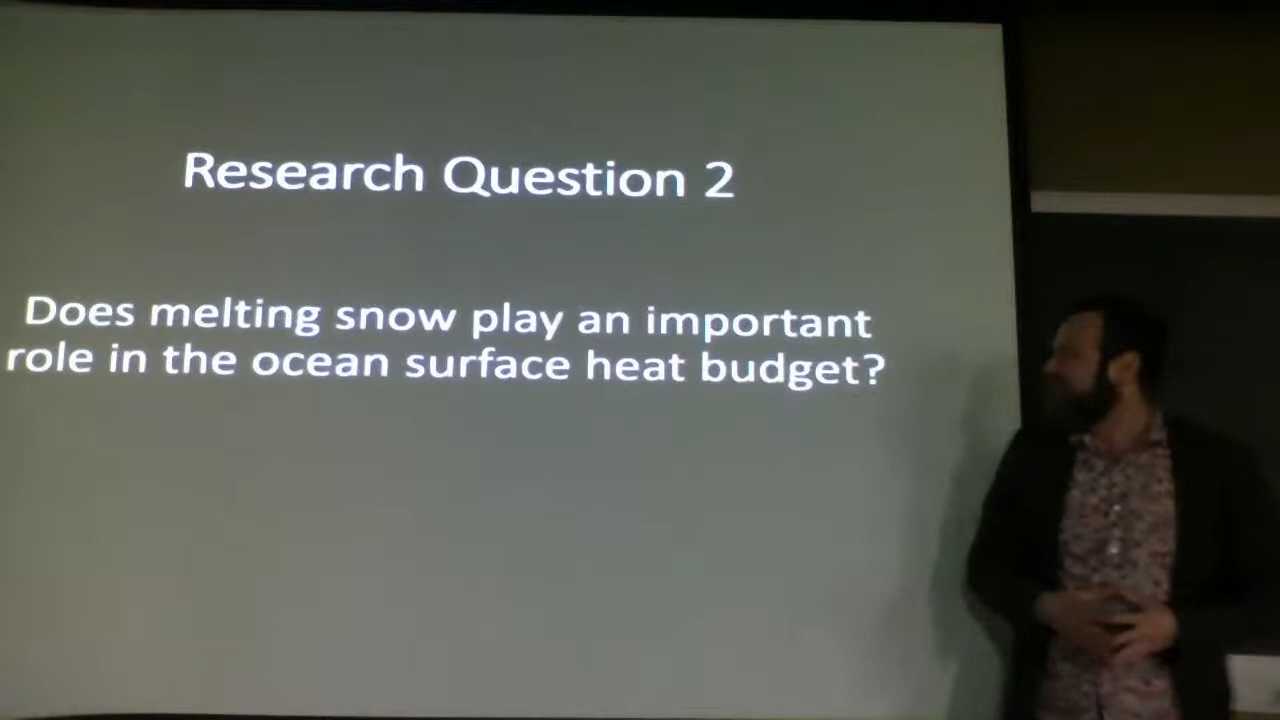 Research Question 2
Does melting snow play an important
role in the ocean surface heat budget?